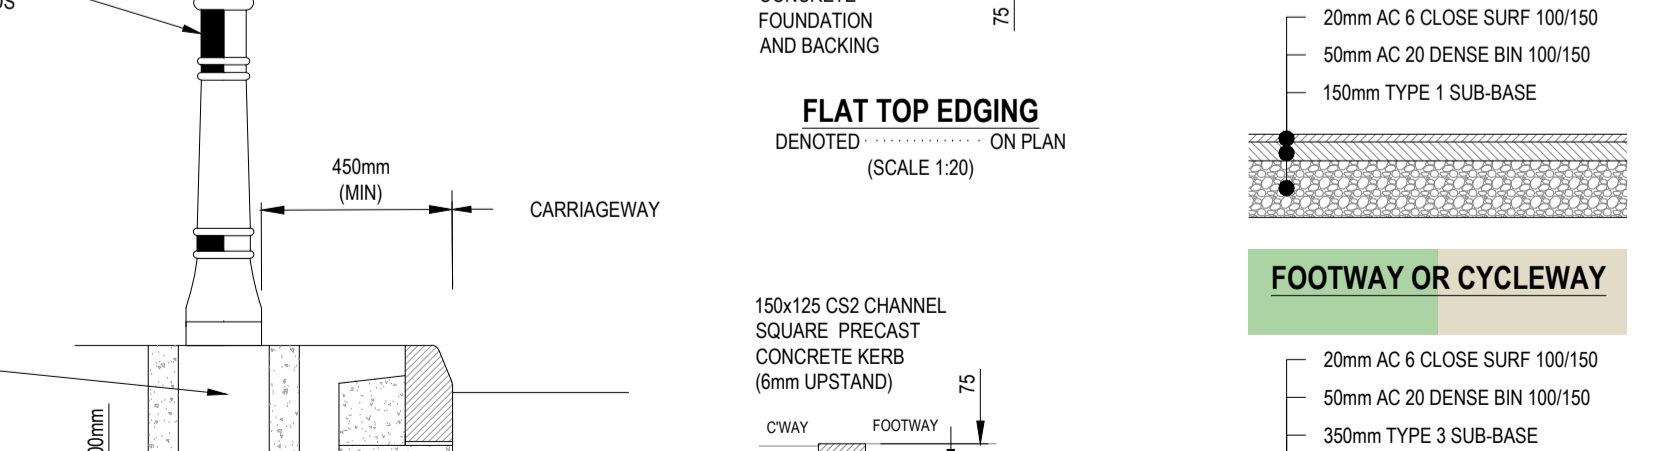 450mm
(MIN)
CARRIAGEWAY
FOUNDATION
AND BACKING
75
FLAT TOP EDGING
DENOTED ON PLAN
(SCALE 1:20)
150x125 CS2 CHANNEL
SQUARE PRECAST
CONCRETE KERB
(6mm UPSTAND)
75
C'WAY
FOOTWAY
20mm AC 6 CLOSE SURF 100/150
50mm AC 20 DENSE BIN 100/150
150mm TYPE 1 SUB-BASE
FOOTWAY OR CYCLEWAY
20mm AC 6 CLOSE SURF 100/150
50mm AC 20 DENSE BIN 100/150
350mm TYPE 3 SUB-BASE